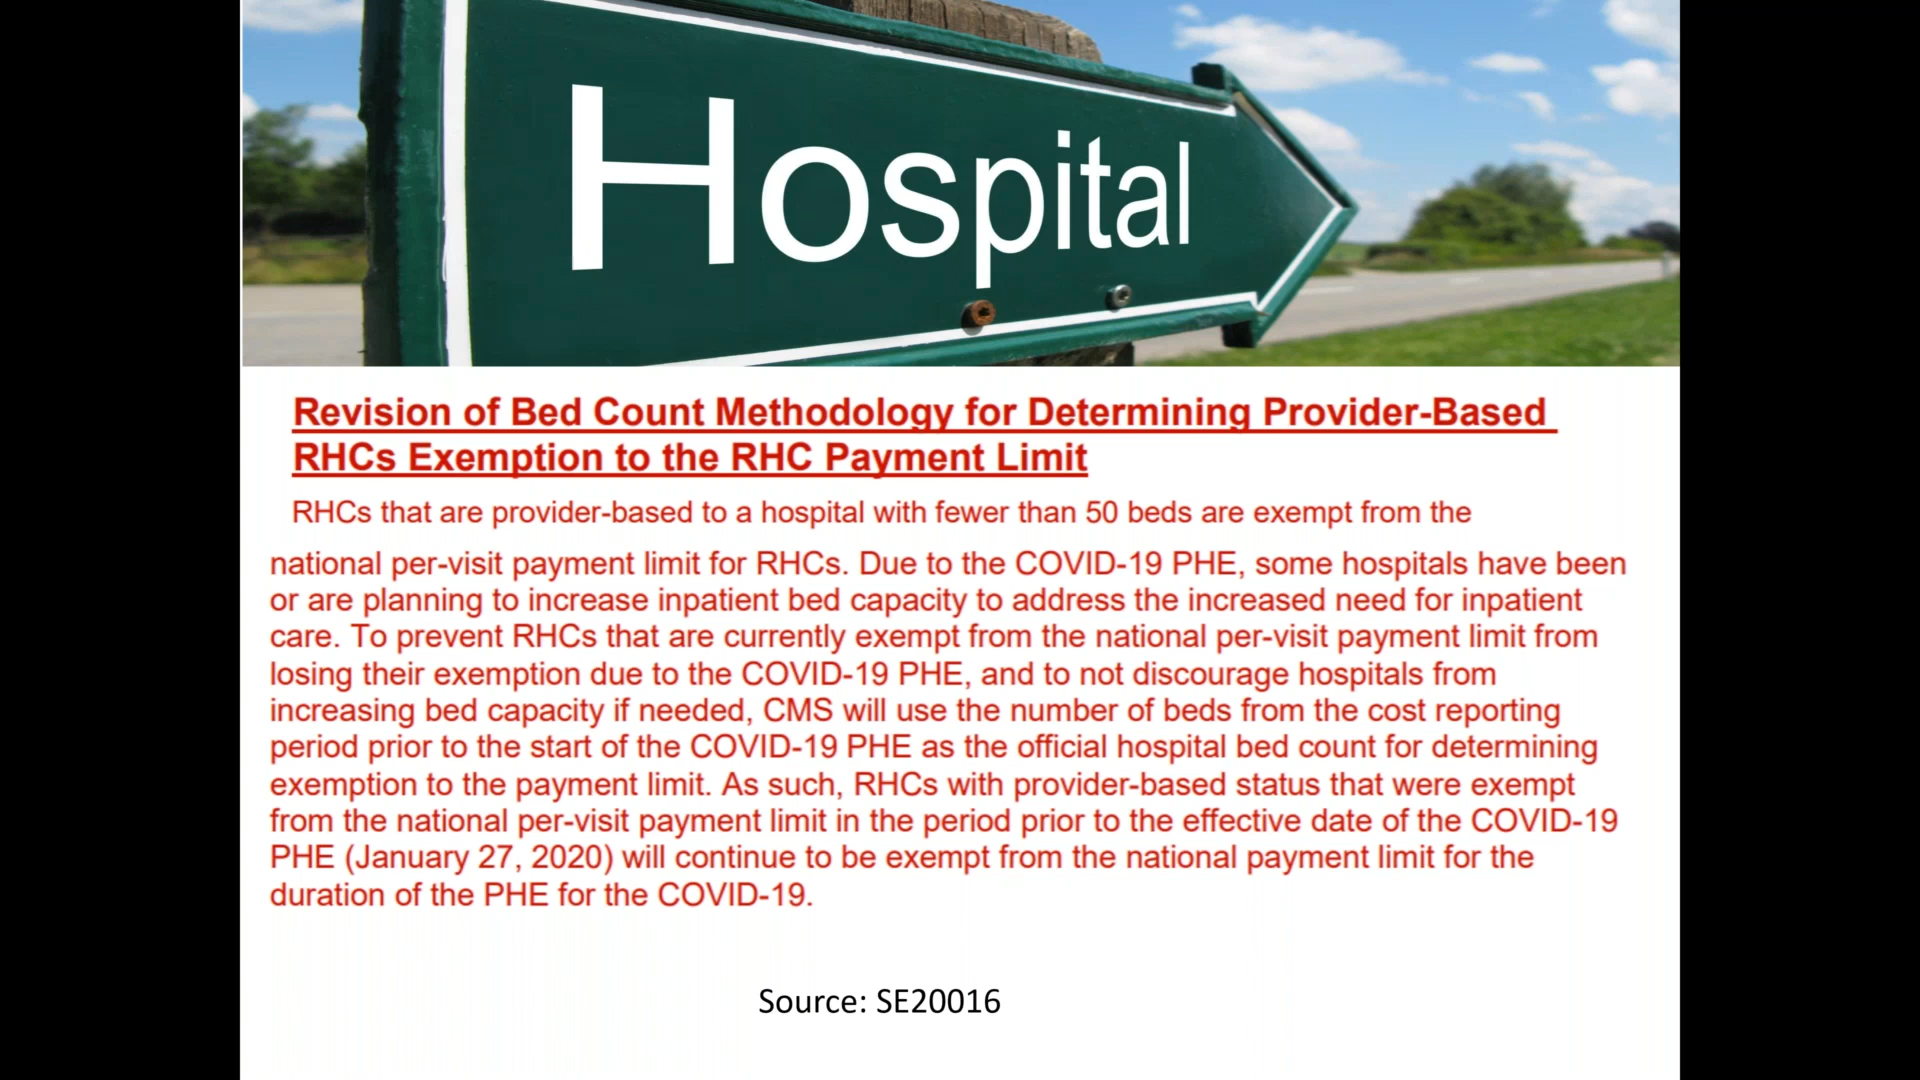 Hospital
Revision of Bed Count Methodology for Determining Provider-Based
RHCs Exemption to the RHC Payment Limit
RHCs that are provider-based to a hospital with fewer than 50 beds are exempt from the
national per-visit payment limit for RHCs. Due to the COVID-19 PHE, some hospitals have been
or are planning to increase inpatient bed capacity to address the increased need for inpatient
care. To prevent RHCs that are currently exempt from the national per-visit payment limit from
losing their exemption due to the COVID-19 PHE, and to not discourage hospitals from
increasing bed capacity if needed, CMS will use the number of beds from the cost reporting
period prior to the start of the COVID-19 PHE as the official hospital bed count for determining
exemption to the payment limit. As such, RHCs with provider-based status that were exempt
from the national per-visit payment limit in the period prior to the effective date of the COVID-19
PHE (January 27, 2020) will continue to be exempt from the national payment limit for the
duration of the PHE for the COVID-19.
Source: SE20016